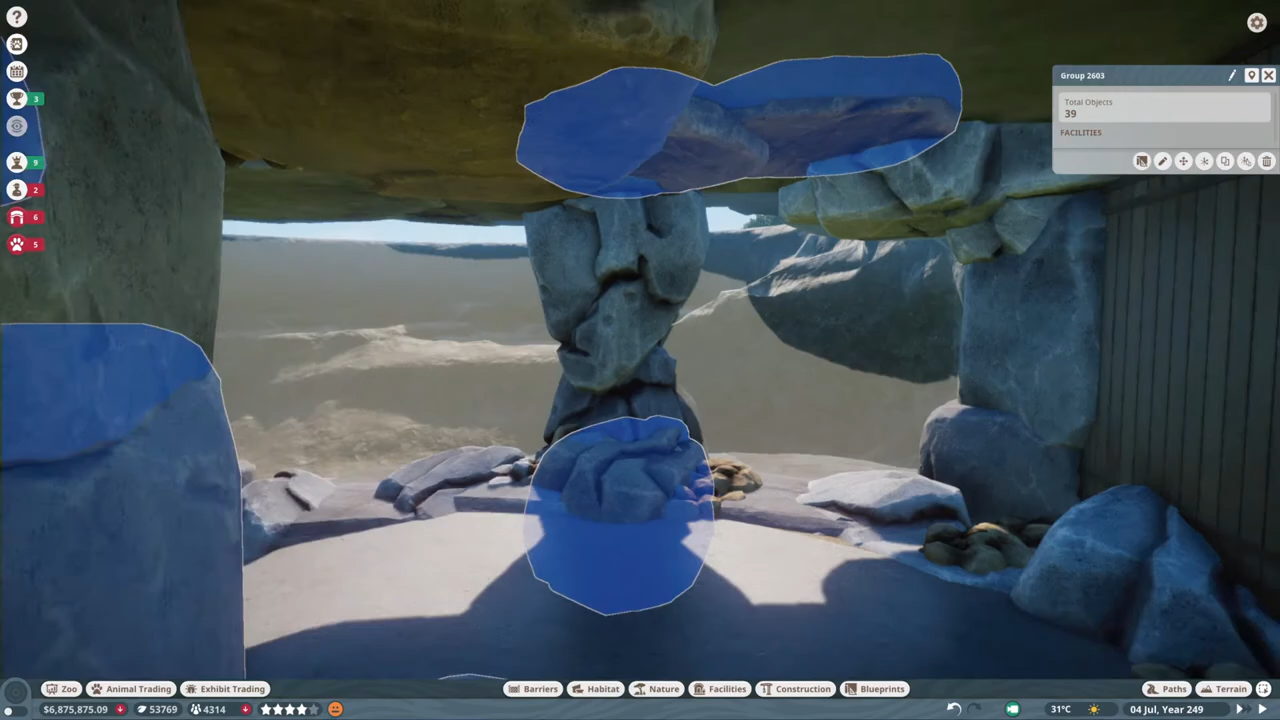 ?
3
9
2
6
5
Group 2603
Total Objects
39
FACILITIES
Zoo
Animal Trading
Exhibit Trading
Barriers
Habitat
Nature
Facilities
Construction
Blueprints
Paths
Terrain
$6,875,875.09
53769
4314
31°C
04 Jul, Year 249